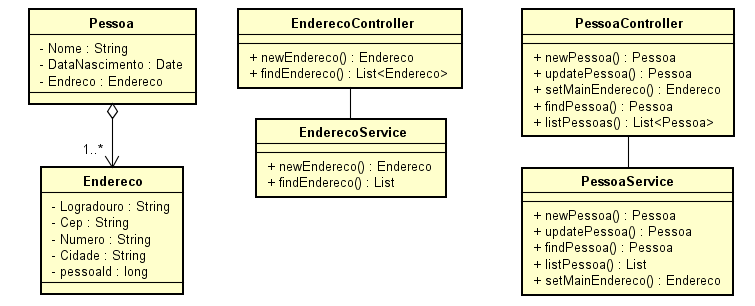 Pessoa
- Nome : String
- DataNascimento : Date
- Endreco : Endereco
1..*
Endereco
- Logradouro : String
- Cep : String
- Numero : String
- Cidade : String
- pessoaId : long
EnderecoController
+ newEndereco() : Endereco
+ findEndereco() : List<Endereco>
EnderecoService
+ newEndereco() : Endereco
+ findEndereco() : List
PessoaController
+ newPessoa() : Pessoa
+ updatePessoa() : Pessoa
+ setMainEndereco() : Endereco
+ findPessoa() : Pessoa
+ listPessoas() : List<Pessoa>
PessoaService
+ newPessoa() : Pessoa
+ updatePessoa() : Pessoa
+ findPessoa() : Pessoa
+ listPessoa() : List
+ setMainEndereco() : Endereco